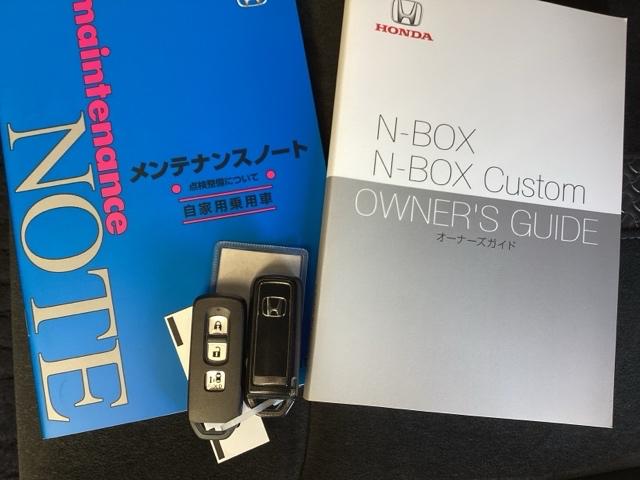 maintenance
NOTE
メンテナンスノート
点検整備について
自家用乗用車
HONDA
N-BOX
N-BOX Custom
OWNER'S GUIDE
オーナーズガイド